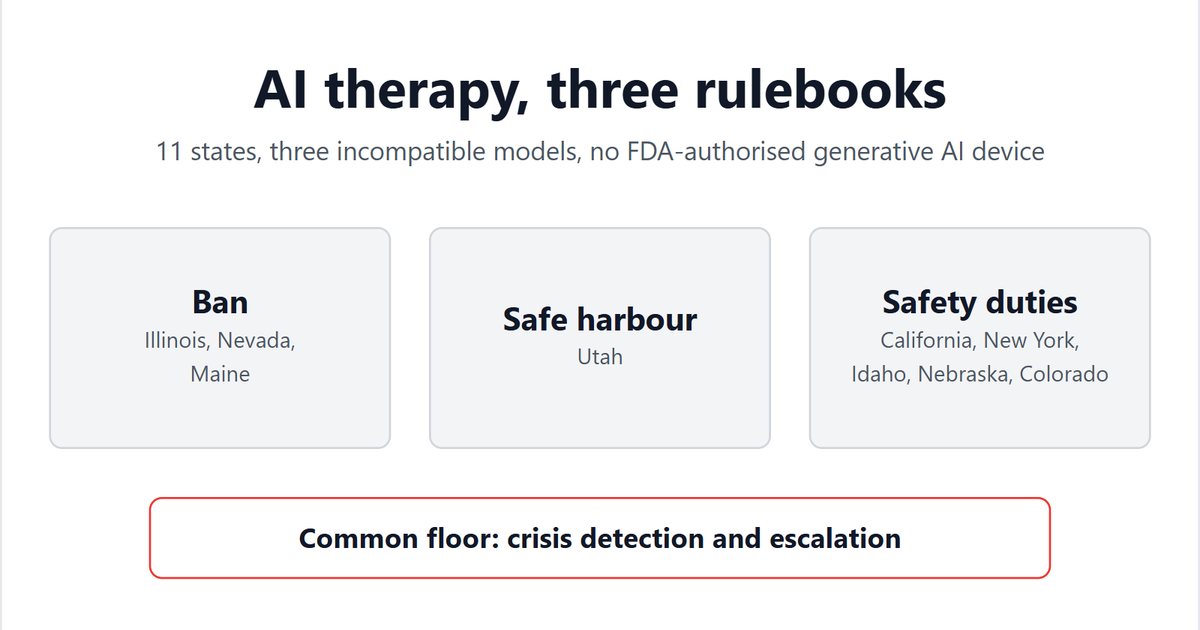 AI therapy, three rulebooks
11 states, three incompatible models, no FDA-authorised generative AI device
Ban
Illinois, Nevada,
Maine
Safe harbour
Utah
Safety duties
California, New York,
Idaho, Nebraska, Colorado
Common floor: crisis detection and escalation